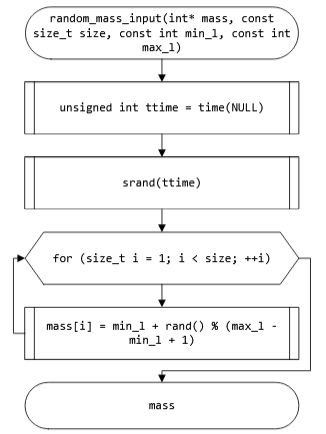 random_mass_input(int* mass, const
size_t size, const int min_l, const int
max_l)
unsigned int ttime = time(NULL)
srand(ttime)
for (size_t i = 1; i < size; ++i)
mass[i] = min_l + rand() % (max_l -
min_l + 1)
mass